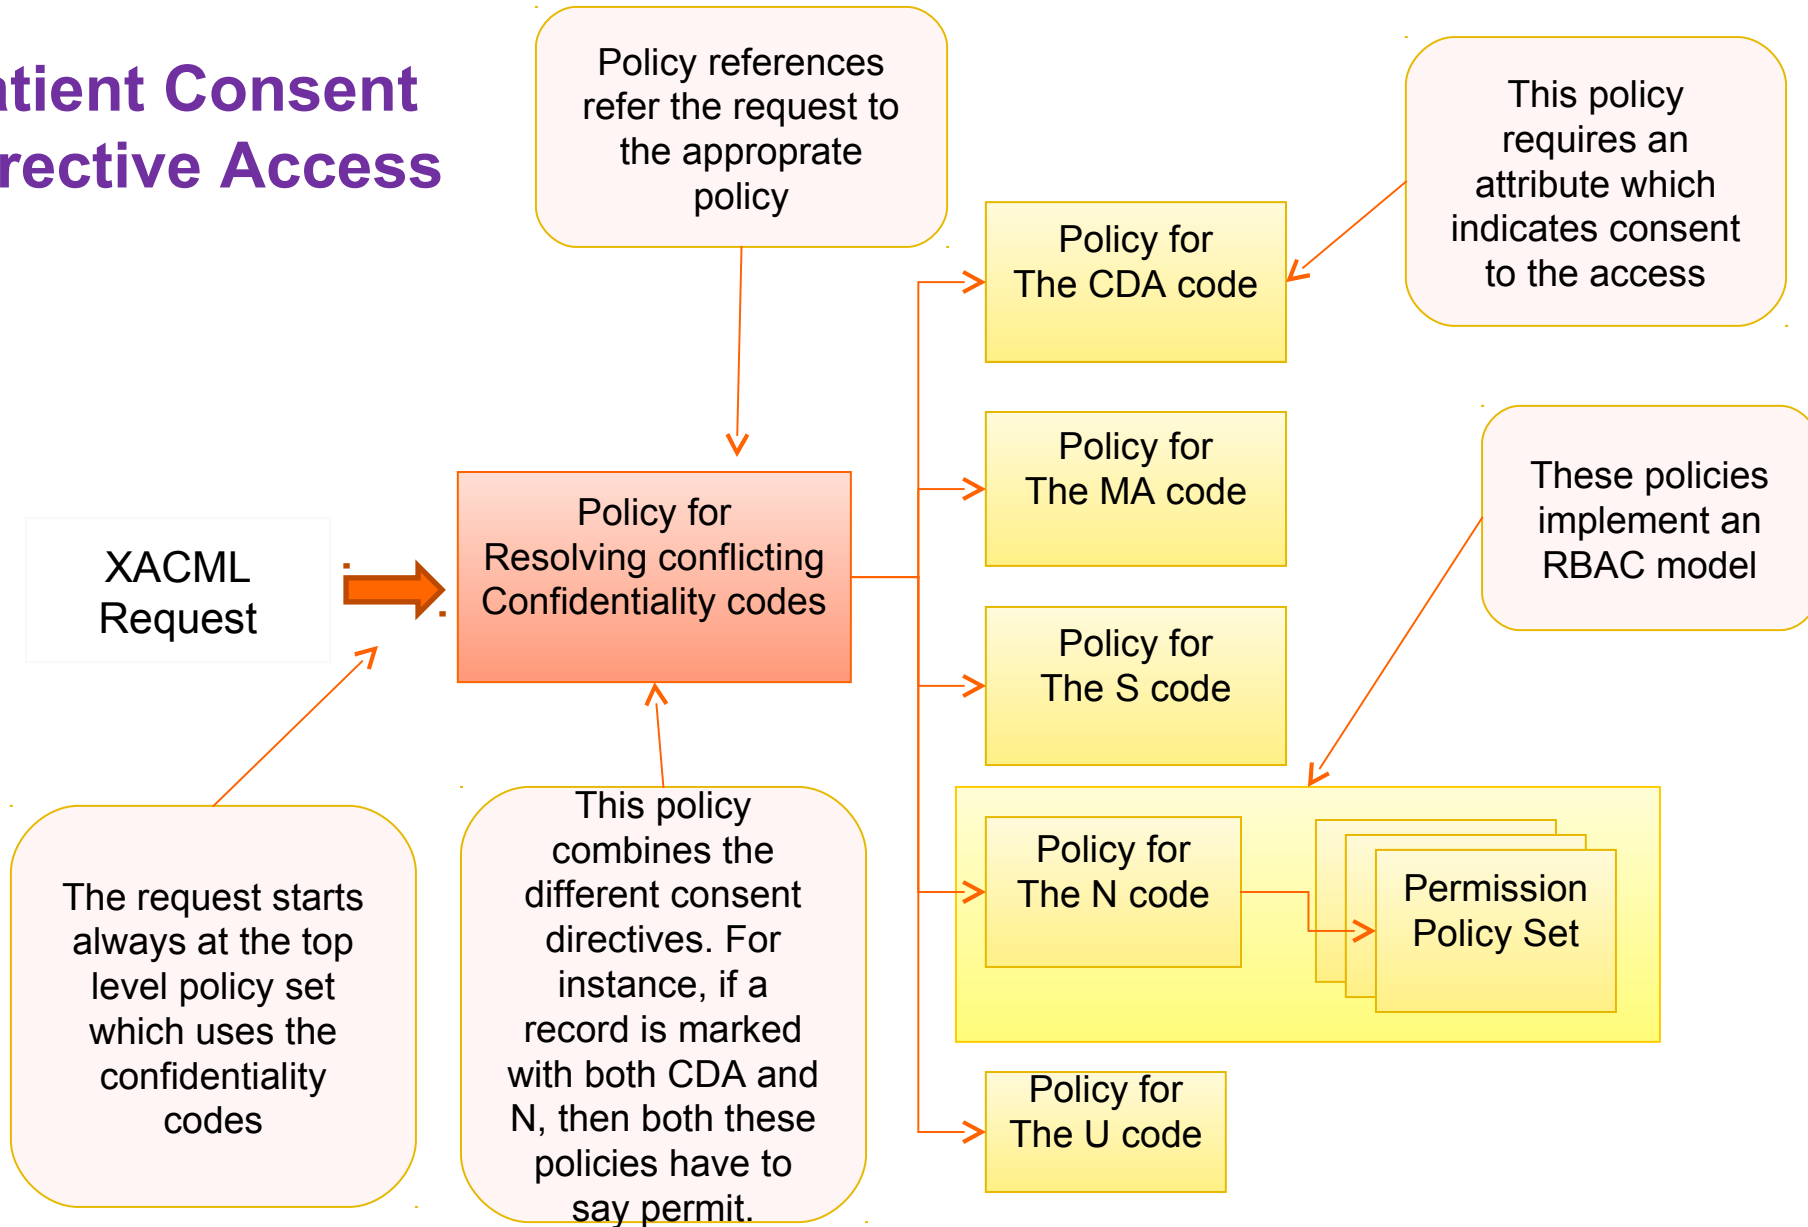 atient Consent
rective Access
Policy references
refer the request to
the approprate
policy
This policy
requires an
attribute which
indicates consent
to the access
Policy for
The CDA code
Policy for
The MA code
These policies
implement an
RBAC model
XACML
Request
Policy for
Resolving conflicting
Confidentiality codes
Policy for
The S code
Policy for
The N code
Permission
Policy Set
Policy for
The U code
The request starts
always at the top
level policy set
which uses the
confidentiality
codes
This policy
combines the
different consent
directives. For
instance, if a
record is marked
with both CDA and
N, then both these
policies have to
say permit.